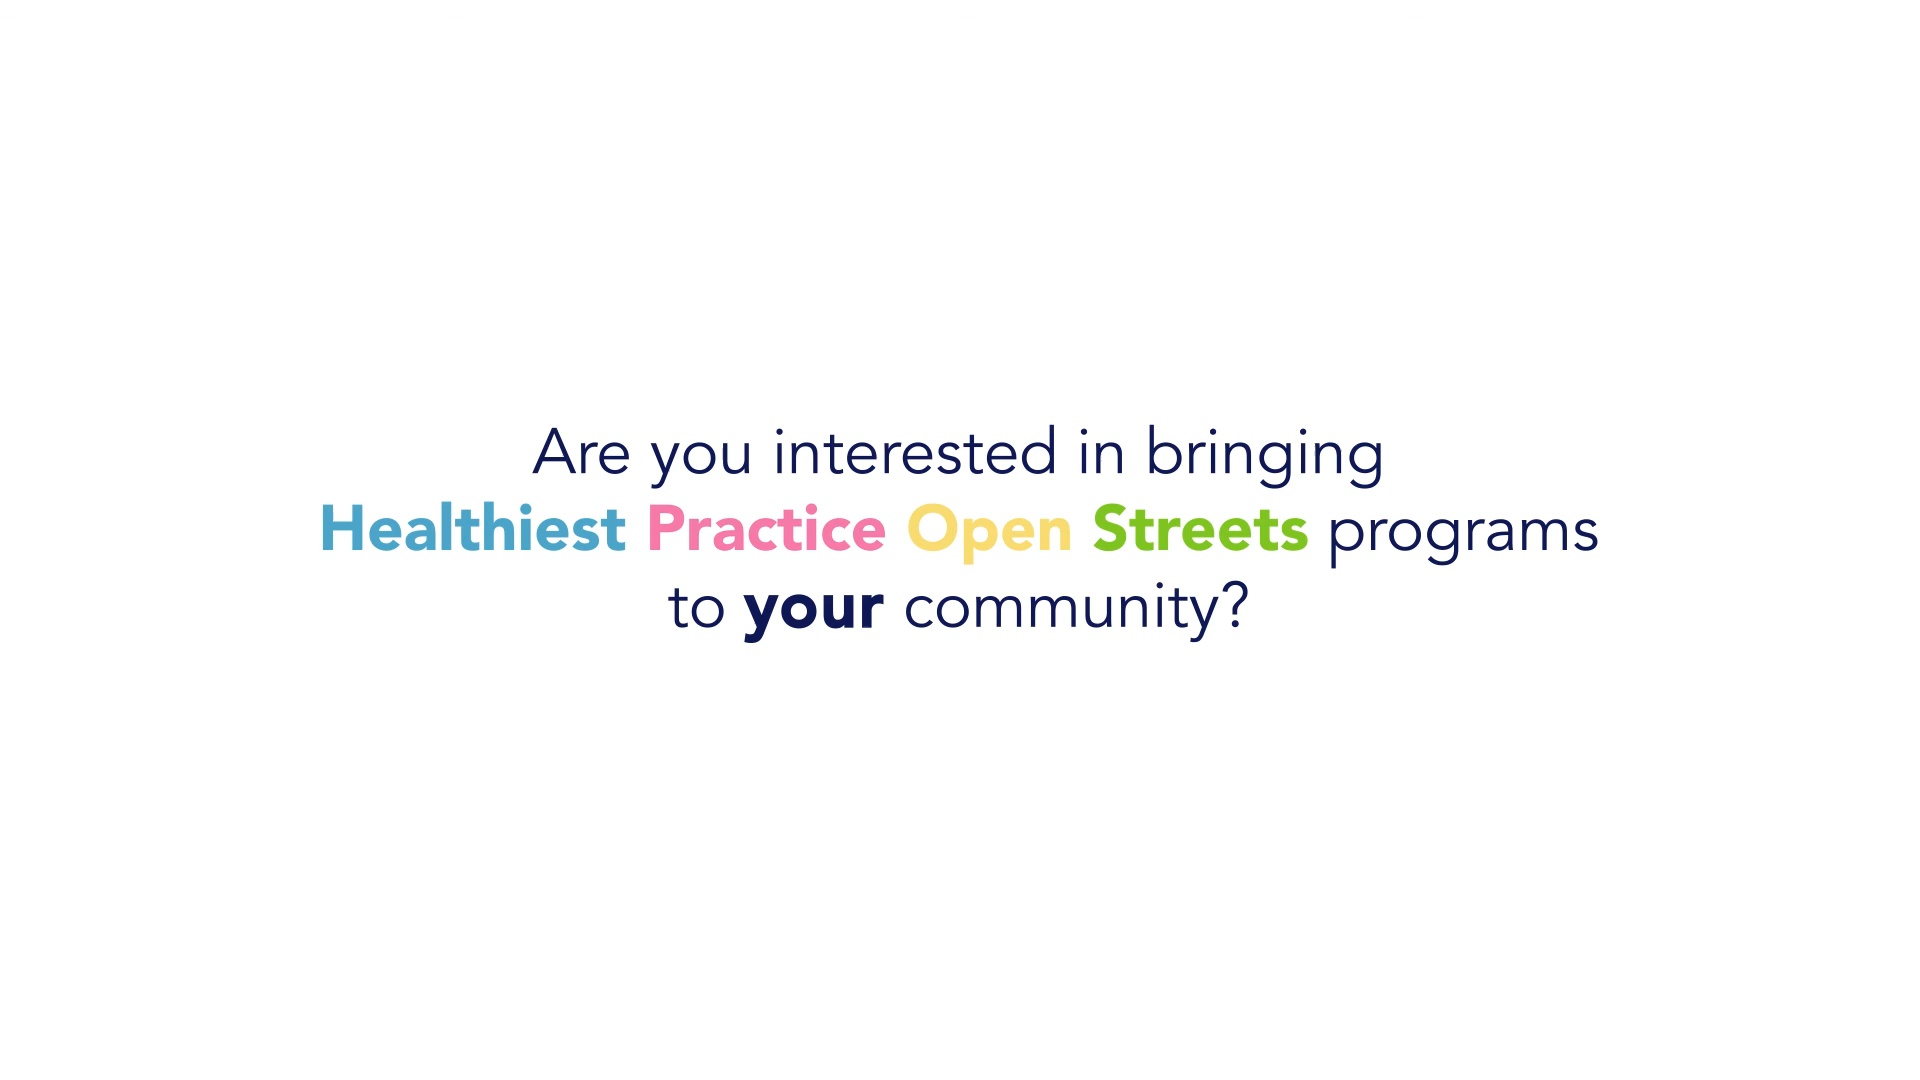 Are you interested in bringing
Healthiest Practice Open Streets programs
to your community?